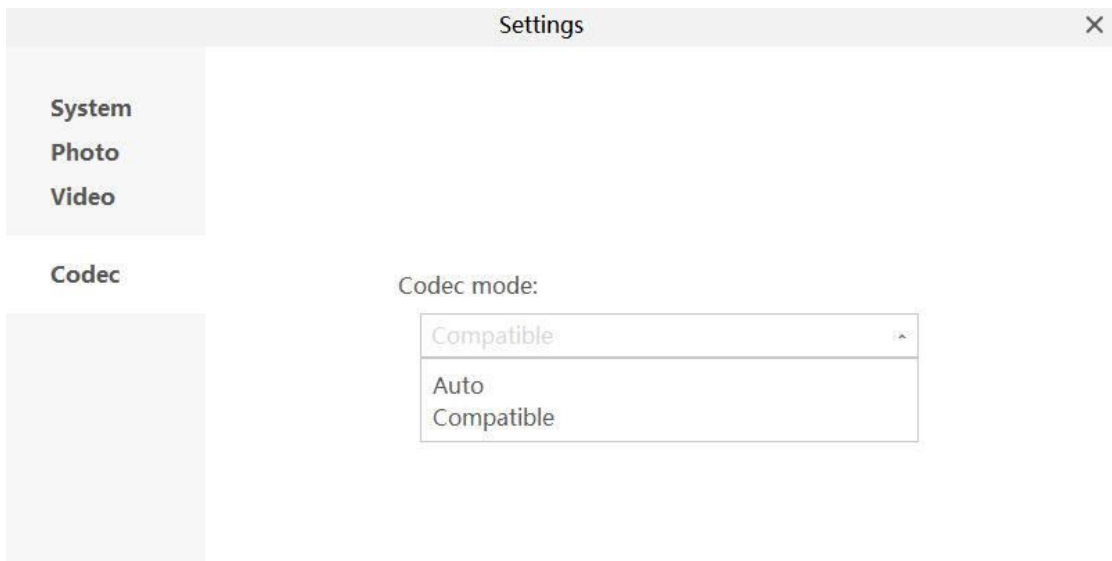 Settings
System
Photo
Video
Codec
Codec mode:
Compatible
Auto
Compatible